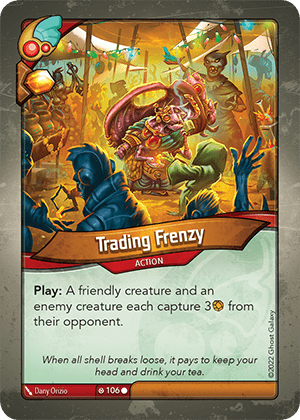 Trading Frenzy
ACTION
Play: A friendly creature and an
enemy creature each capture 3 from
their opponent.
When all shell breaks loose, it pays to keep your
head and drink your tea.
©2022 Ghost Galaxy
Dany Orizio
106